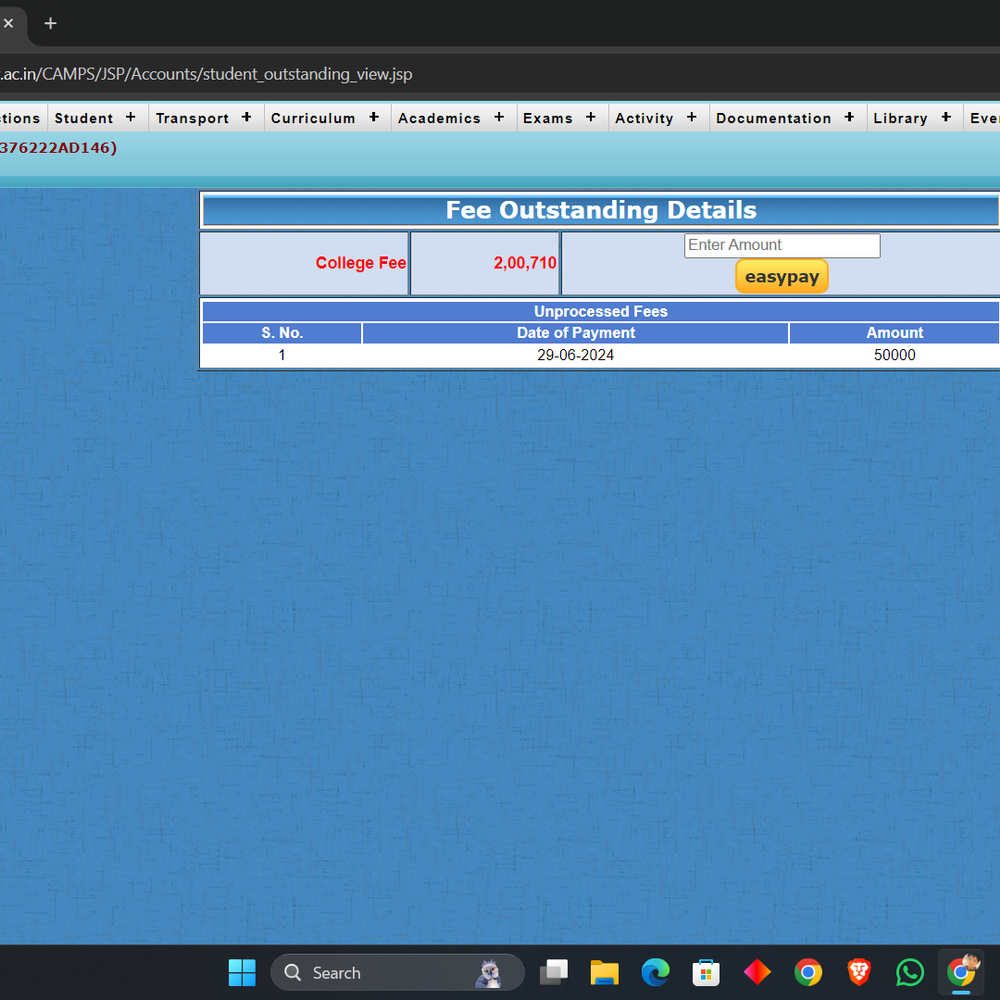 .ac.in/CAMPS/JSP/Accounts/student_outstanding_view.jsp
Student + Transport + Curriculum + Academics + Exams + Activity + Documentation + Library +
376222AD146)
Fee Outstanding Details
College Fee 2,00,710 Enter Amount
easypay
Unprocessed Fees
S. No. Date of Payment Amount
1 29-06-2024 50000
Search